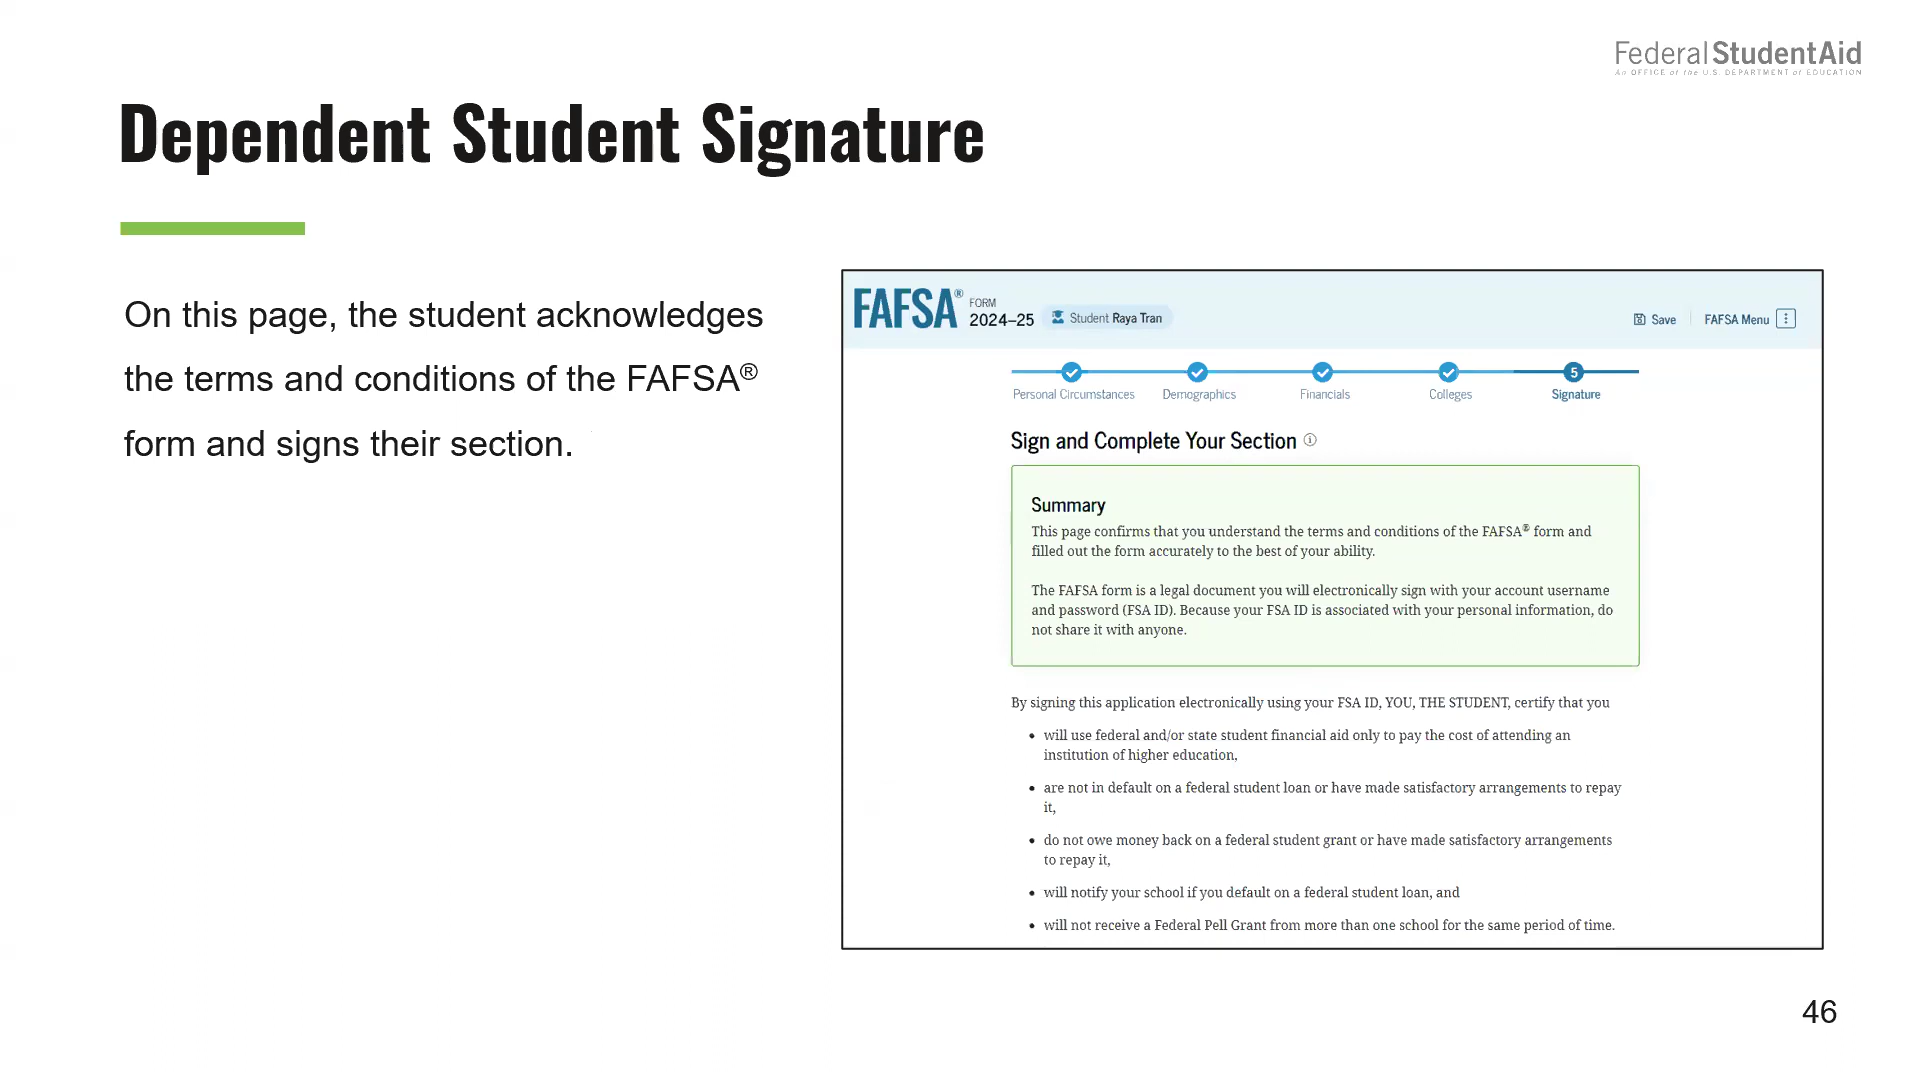 Federal StudentAid
An OFFICE of the U.S. DEPARTMENT of EDUCATION
Dependent Student Signature
On this page, the student acknowledges
the terms and conditions of the FAFSA®
form and signs their section.
FAFSA®
FORM
2024–25
Student Raya Tran
Save
FAFSA Menu
5
Personal Circumstances
Demographics
Financials
Colleges
Signature
Sign and Complete Your Section
Summary
This page confirms that you understand the terms and conditions of the FAFSA® form and
filled out the form accurately to the best of your ability.
The FAFSA form is a legal document you will electronically sign with your account username
and password (FSA ID). Because your FSA ID is associated with your personal information, do
not share it with anyone.
By signing this application electronically using your FSA ID, YOU, THE STUDENT, certify that you
• will use federal and/or state student financial aid only to pay the cost of attending an
institution of higher education,
• are not in default on a federal student loan or have made satisfactory arrangements to repay
it,
• do not owe money back on a federal student grant or have made satisfactory arrangements
to repay it,
• will notify your school if you default on a federal student loan, and
• will not receive a Federal Pell Grant from more than one school for the same period of time.
46